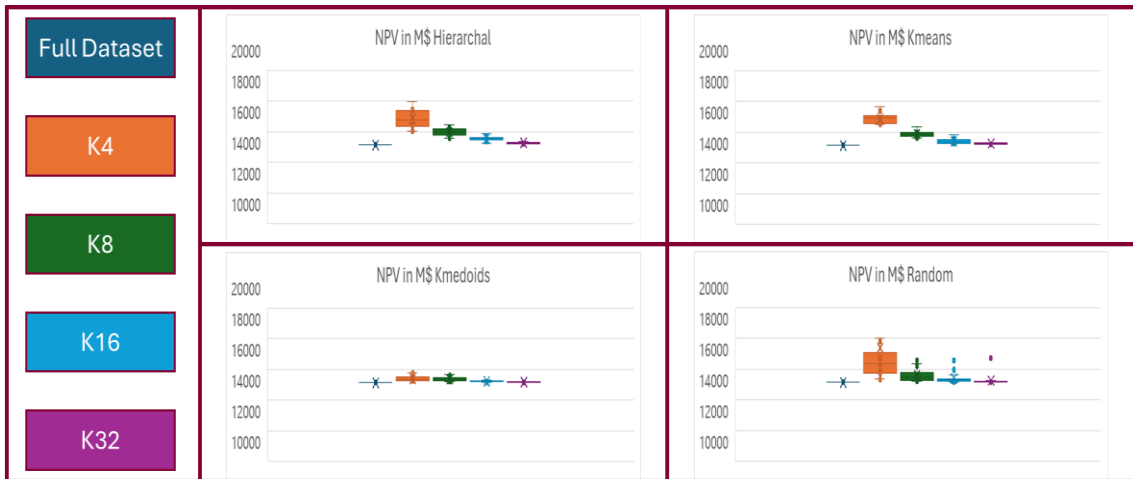 Full Dataset
K4
K8
K16
K32
NPV in M$ Hierarchal
20000
18000
16000
14000
12000
10000
NPV in M$ Kmeans
20000
18000
16000
14000
12000
10000
NPV in M$ Kmedoids
20000
18000
16000
14000
12000
10000
NPV in M$ Random
20000
18000
16000
14000
12000
10000